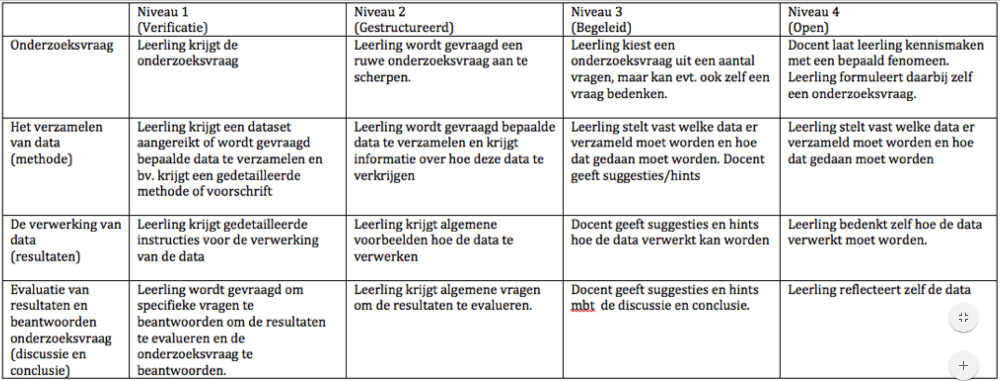 Niveau 1
(Verificatie)
Niveau 2
(Gestructureerd)
Niveau 3
(Begeleid)
Niveau 4
(Open)
Onderzoeksvraag
Leerling krijgt de
onderzoeksvraag
Leerling wordt gevraagd een
ruwe onderzoeksvraag aan te
scherpen.
Leerling kiest een
onderzoeksvraag uit een aantal
vragen, maar kan evt. ook zelf een
vraag bedenken.
Docent laat leerling kennismaken
met een bepaald fenomeen.
Leerling formuleert daarbij zelf
een onderzoeksvraag.
Het verzamelen
van data
(methode)
Leerling krijgt een dataset
aangereikt of wordt gevraagd
bepaalde data te verzamelen en
bv. krijgt een gedetailleerde
methode of voorschrift
Leerling wordt gevraagd bepaalde
data te verzamelen en krijgt
informatie over hoe deze data te
verkrijgen
Leerling stelt vast welke data er
verzameld moet worden en hoe
dat gedaan moet worden. Docent
geeft suggesties/hints
Leerling stelt vast welke data er
verzameld moet worden en hoe
dat gedaan moet worden
De verwerking van
data
(resultaten)
Leerling krijgt gedetailleerde
instructies voor de verwerking
van de data
Leerling krijgt algemene
voorbeelden hoe de data te
verwerken
Docent geeft suggesties en hints
hoe de data verwerkt kan worden
Leerling bedenkt zelf hoe de data
verwerkt moet worden.
Evaluatie van
resultaten en
beantwoorden
onderzoeksvraag
(discussie en
conclusie)
Leerling wordt gevraagd om
specifieke vragen te
beantwoorden om de resultaten
te evalueren en de
onderzoeksvraag te
beantwoorden.
Leerling krijgt algemene vragen
om de resultaten te evalueren.
Docent geeft suggesties en hints
mbt de discussie en conclusie.
Leerling reflecteert zelf de data